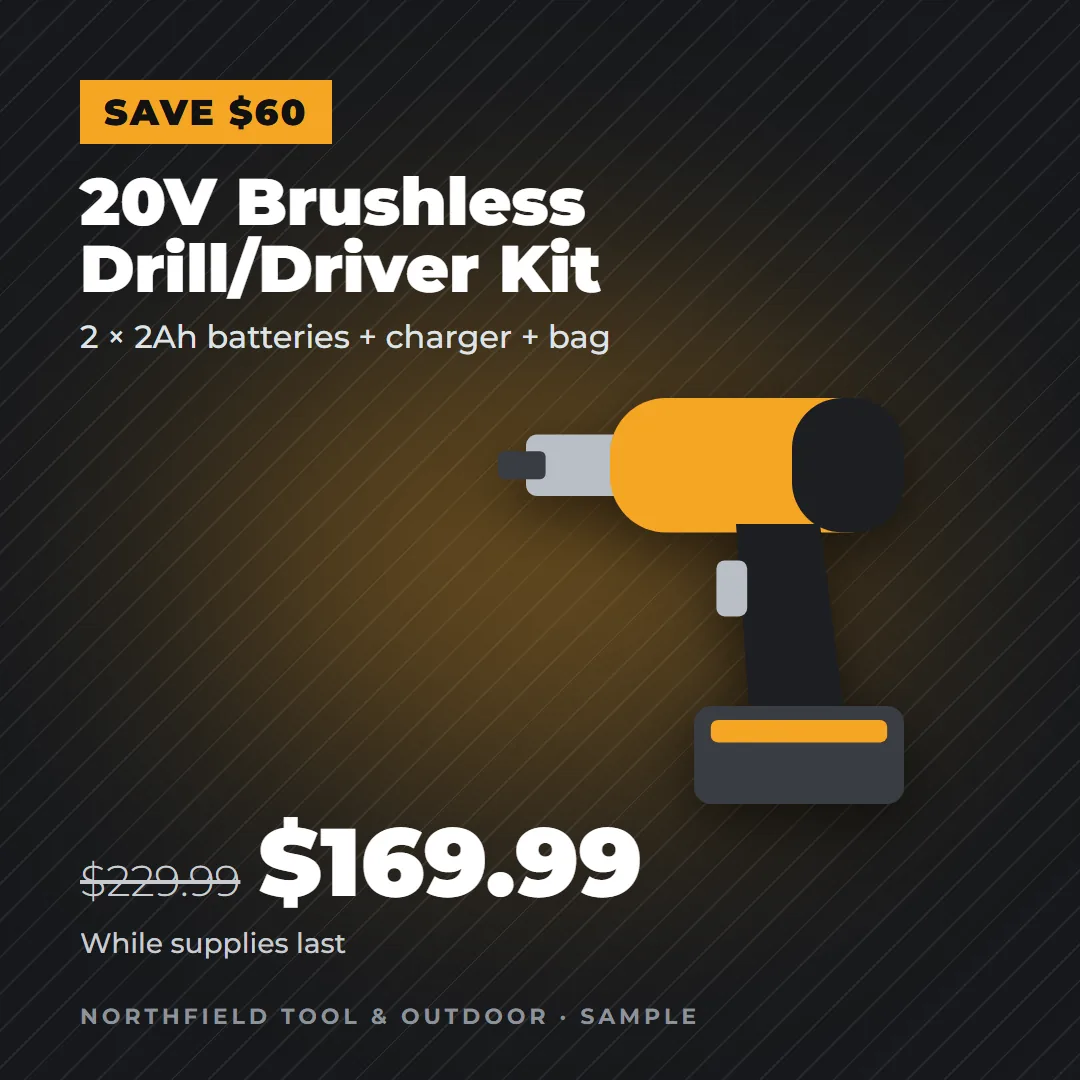 SAVE $60
20V Brushless
Drill/Driver Kit
2 × 2Ah batteries + charger + bag
$229.99 $169.99
While supplies last
NORTHFIELD TOOL & OUTDOOR · SAMPLE